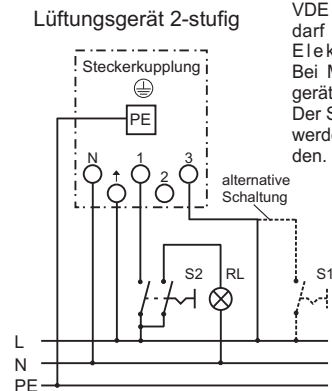 Lüftungsgerät 2-stufig
VDE
darf
Elek
Bei M
gerät
Der S
werde
den.
Steckerkupplung
PE
N
1
2
3
alternative
Schaltung
S2
RL
S1
L
N
PE